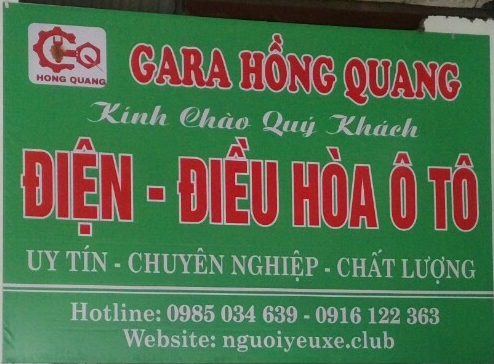 HONG QUANG
GARA HỒNG QUANG
Kính Chào Quý Khách
ĐIỆN - ĐIỀU HÒA Ô TÔ
UY TÍN - CHUYÊN NGHIỆP - CHẤT LƯỢNG
Hotline: 0985 034 639 - 0916 122 363
Website: nguoiyeuxe.club